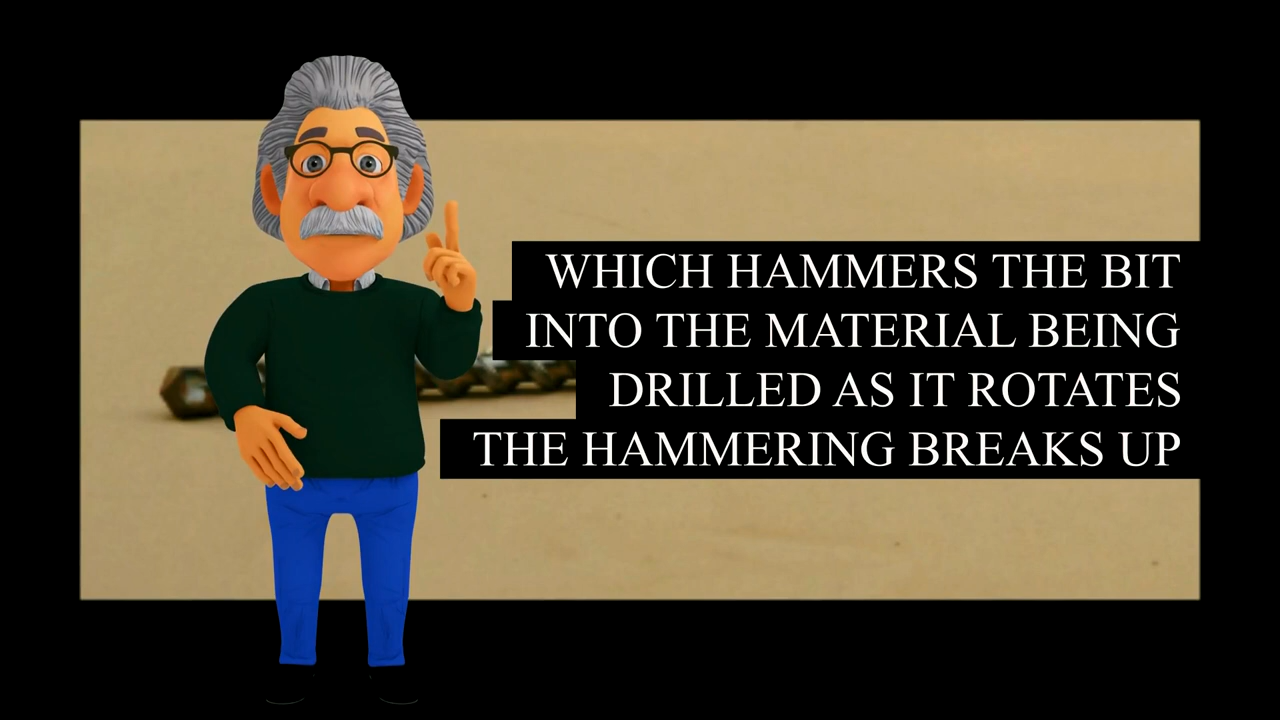 WHICH HAMMERS THE BIT
INTO THE MATERIAL BEING
DRILLED AS IT ROTATES
THE HAMMERING BREAKS UP